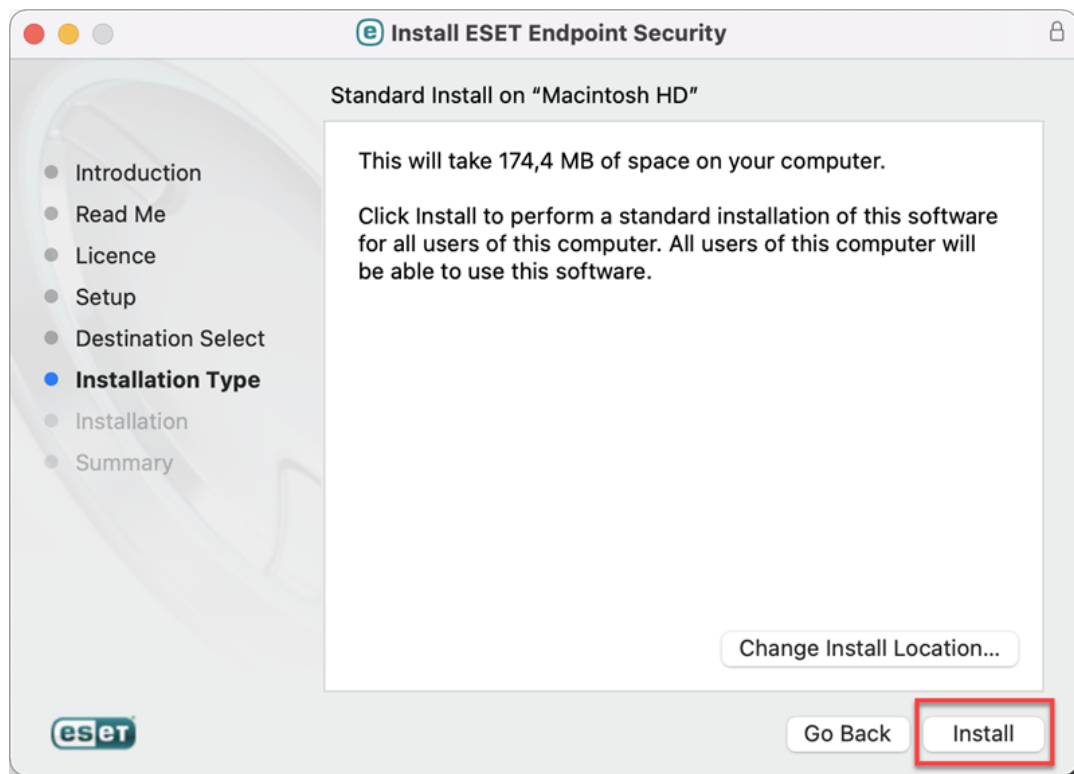 Install ESET Endpoint Security
Standard Install on “Macintosh HD”
Introduction
Read Me
Licence
Setup
Destination Select
Installation Type
Installation
Summary
This will take 174,4 MB of space on your computer.
Click Install to perform a standard installation of this software
for all users of this computer. All users of this computer will
be able to use this software.
Change Install Location...
eset
Go Back
Install